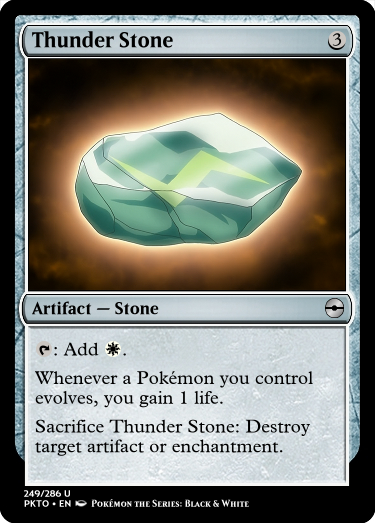 Thunder Stone 3
Artifact — Stone
: Add .
Whenever a Pokémon you control
evolves, you gain 1 life.
Sacrifice Thunder Stone: Destroy
target artifact or enchantment.
249/286 U
PKTO • EN Pokémon the Series: Black & White